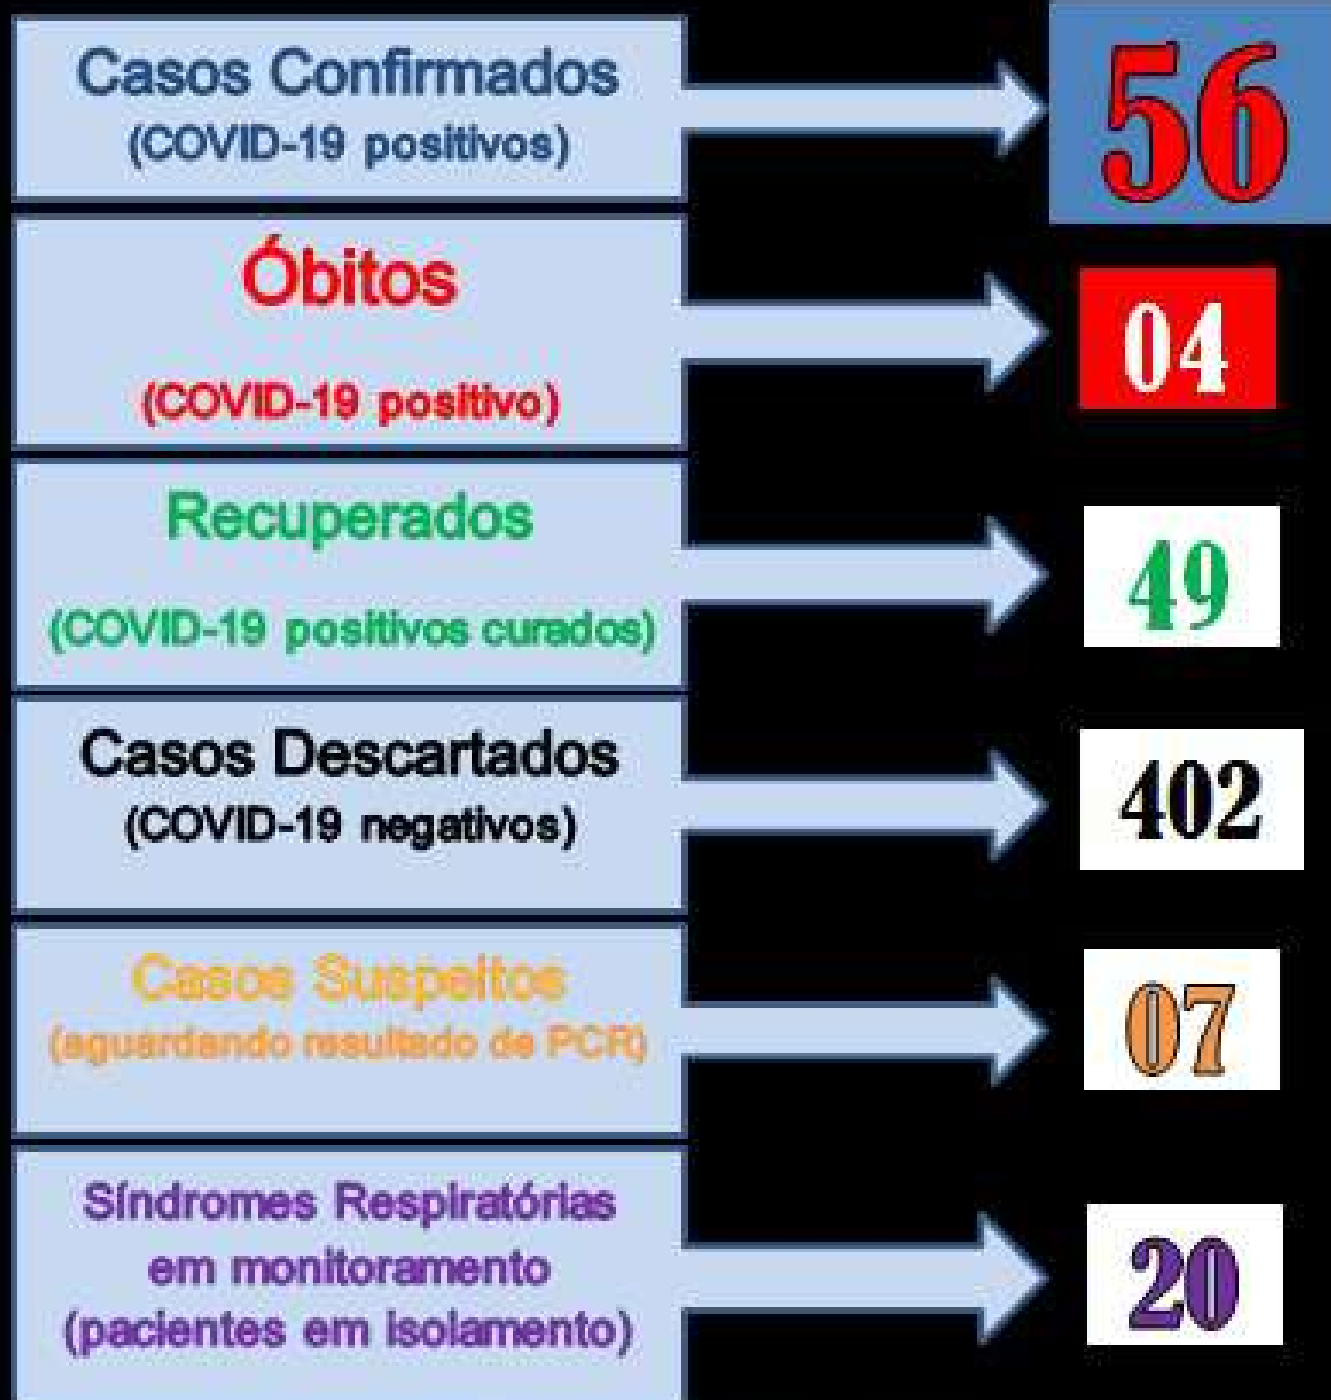 Casos Confirmados
(COVID-19 positivos)
56
Óbitos
(COVID-19 positivo)
04
Recuperados
(COVID-19 positivos curados)
49
Casos Descartados
(COVID-19 negativos)
402
Casos Suspeitos
(aguardando resultado de PCR)
07
Síndromes Respiratórias
em monitoramento
(pacientes em isolamento)
20